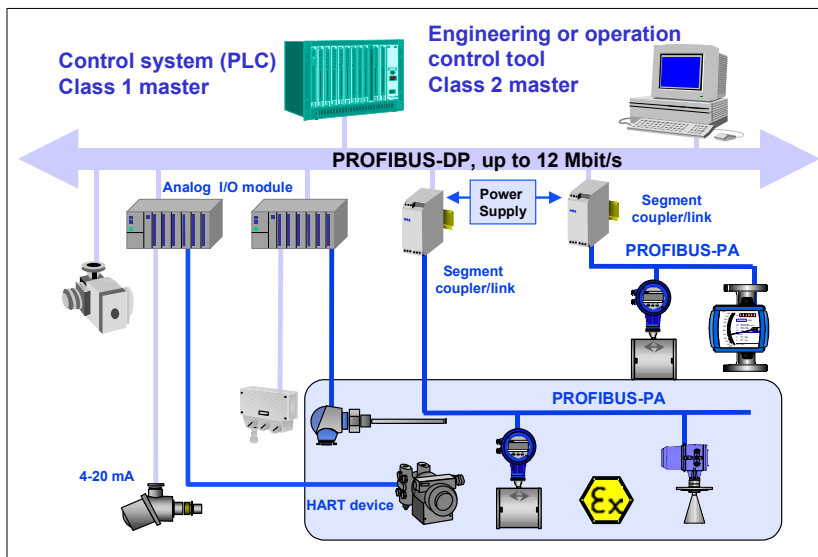 Control system (PLC)
Class 1 master
Engineering or operation
control tool
Class 2 master
PROFIBUS-DP, up to 12 Mbit/s
Analog I/O module
Power
Supply
Segment
coupler/link
Segment
coupler/link
PROFIBUS-PA
PROFIBUS-PA
4-20 mA
HART device
Ex